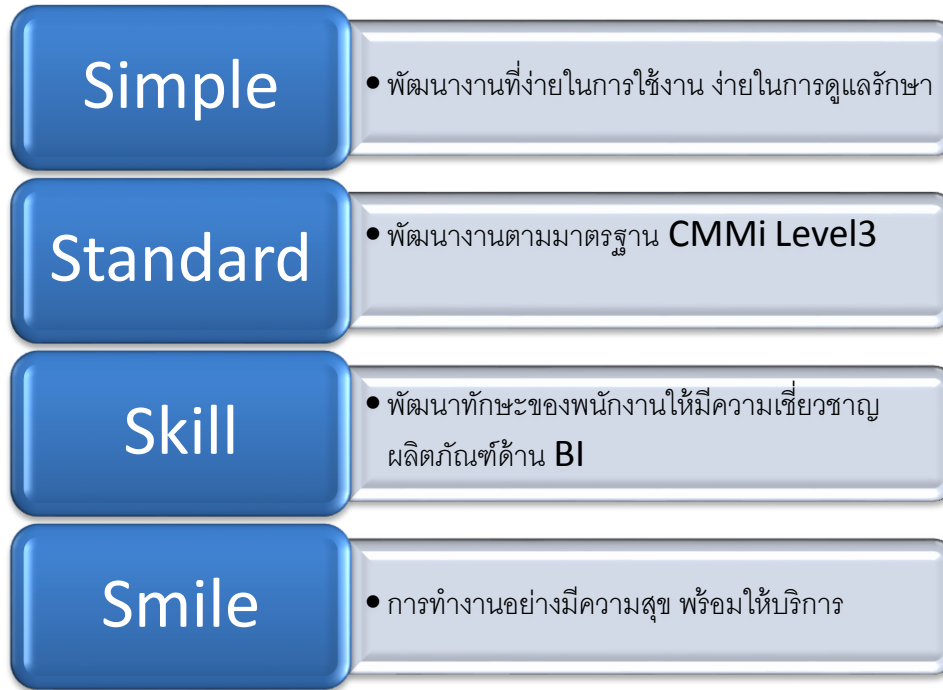 Simple
• พัฒนางานที่ง่ายในการใช้งาน ง่ายในการดูแลรักษา
Standard
• พัฒนางานตามมาตรฐาน CMMi Level3
Skill
• พัฒนาทักษะของพนักงานให้มีความเชี่ยวชาญ
ผลิตภัณฑ์ด้าน BI
Smile
• การทำงานอย่างมีความสุข พร้อมให้บริการ